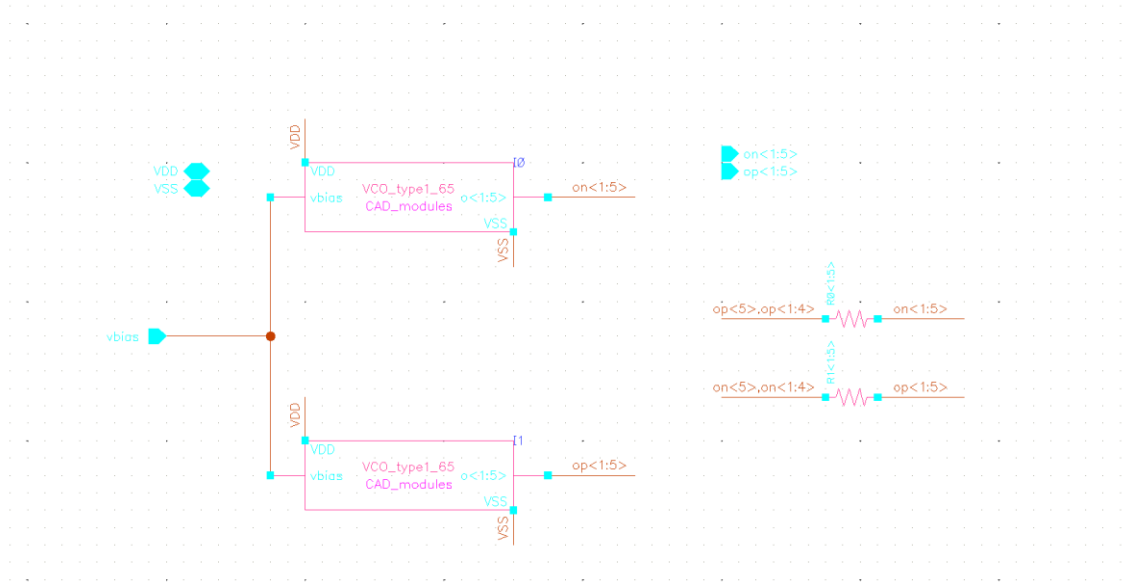 VDD
VDD
VSS
VDD
I0
VCO_type1_65
CAD_modules
vbias
o<1:5>
VSS
VSS
on<1:5>
on<1:5>
op<1:5>
vbias
R0<1:5>
op<5>,op<1:4>
on<1:5>
R1<1:5>
on<5>,on<1:4>
op<1:5>
VDD
VDD
I1
VCO_type1_65
CAD_modules
vbias
o<1:5>
VSS
VSS
op<1:5>